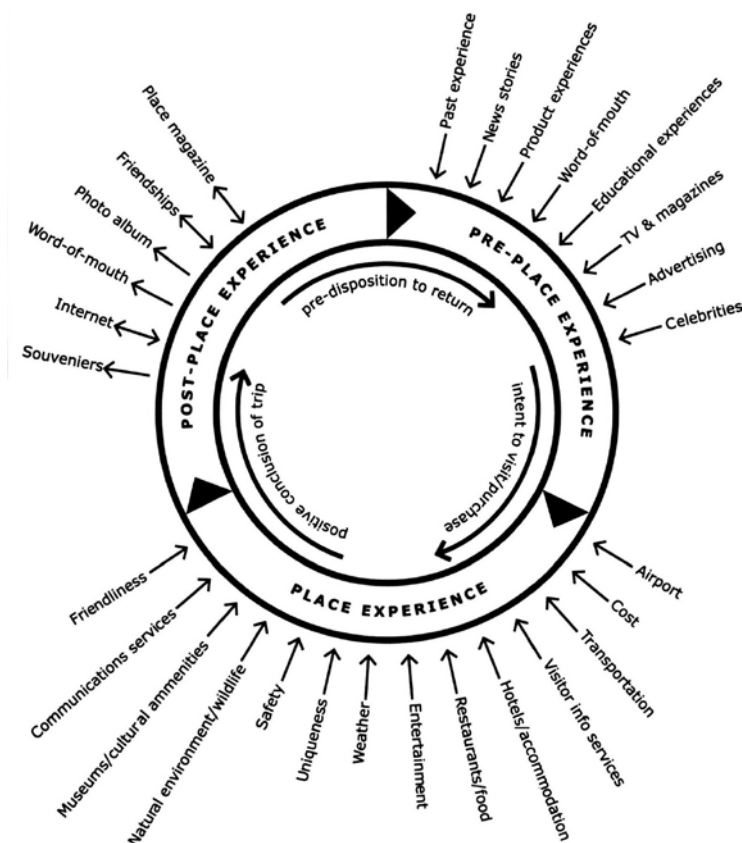 Past experience
News stories
Product experiences
Word-of-mouth
Educational experiences
TV & magazines
Advertising
Celebrities
PRE-PLACE EXPERIENCE
intent to visit/purchase
Airport
Cost
Transportation
Visitor info services
Hotels/accommodation
Restaurants/food
Entertainment
Weather
Uniqueness
Safety
Natural environment/wildlife
Museums/cultural ammenities
Communications services
Friendliness
PLACE EXPERIENCE
positive conclusion of trip
Souveniers
Internet
Word-of-mouth
Photo album
Friendships
Place magazine
POST-PLACE EXPERIENCE
pre-disposition to return